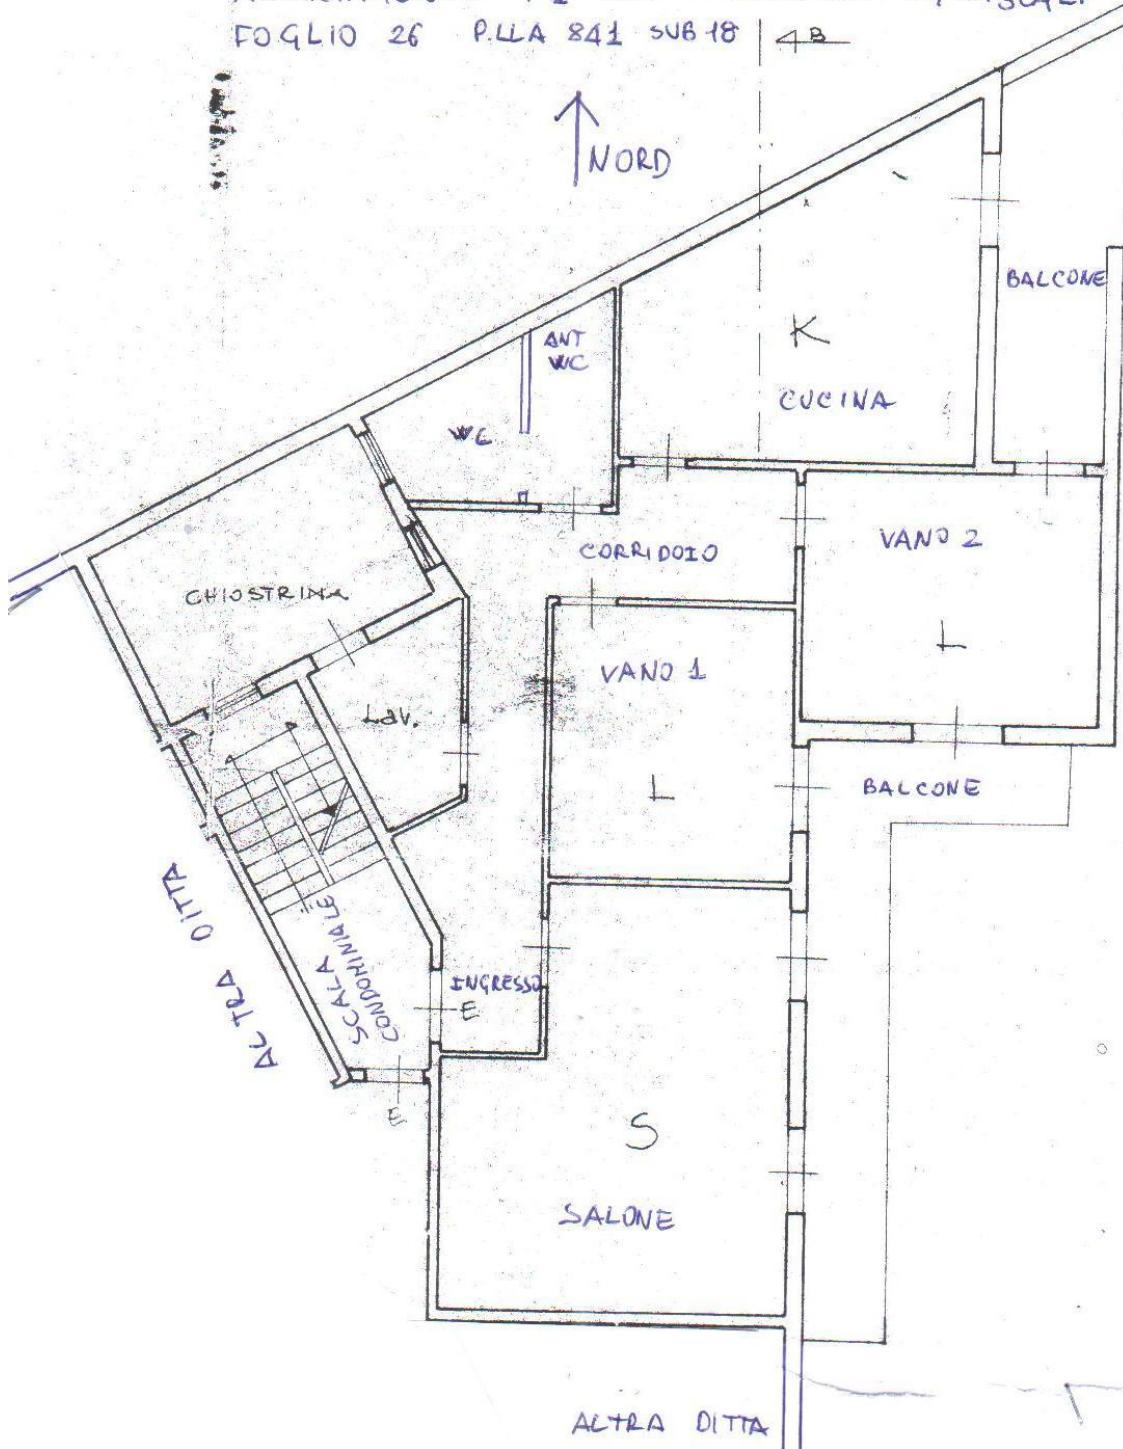 FOGLIO 26 P.LLA 841 SUB 18
B
NORD
BALCONE
ANT
WC
K
CUCINA
WC
CORRIDOIO
VANO 2
CHIOSTRINA
L
VANO 1
Lav.
L
BALCONE
ALTRA DITTA
SCALA
CONDOMINIALE
INGRESSO
E
E
S
SALONE
ALTRA DITTA